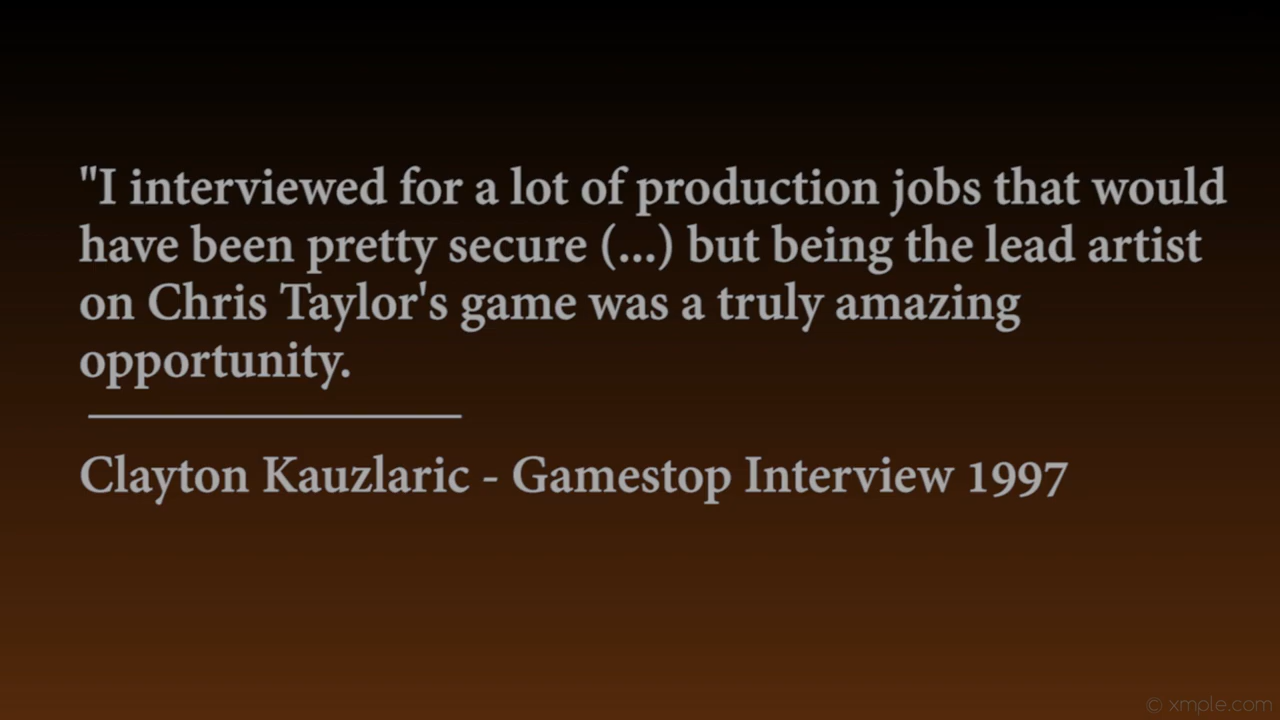 "I interviewed for a lot of production jobs that would
have been pretty secure (...) but being the lead artist
on Chris Taylor's game was a truly amazing
opportunity.
Clayton Kauzlaric - Gamestop Interview 1997
© xmple.com